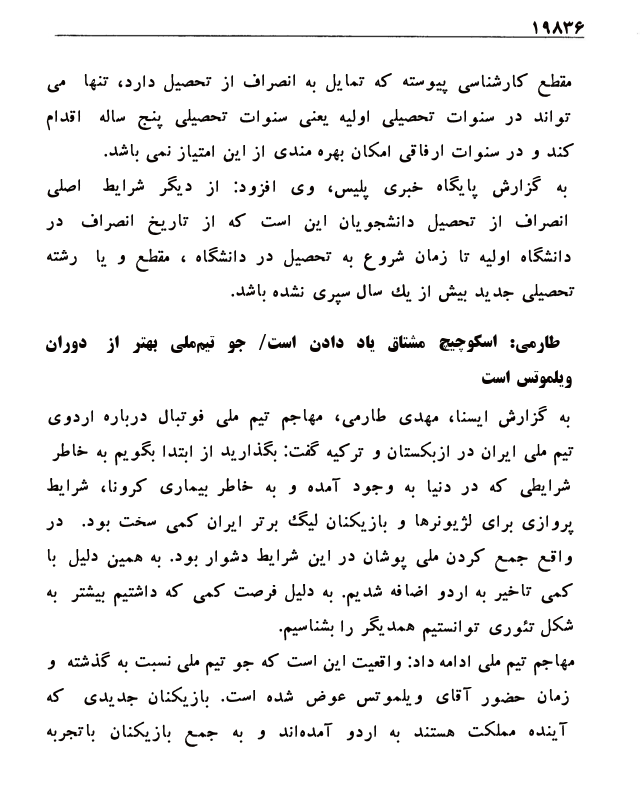 ۱۹۸۳۶
مقطع کارشناسی پیوسته که تمایل به انصراف از تحصیل دارد، تنها می
تواند در سنوات تحصیلی اولیه یعنی سنوات تحصیلی پنج ساله اقدام
کند و در سنوات ارفاقی امکان بهره مندی از این امتیاز نمی باشد.
به گزارش پایگاه خبری پلیس، وی افزود: از دیگر شرایط اصلی
انصراف از تحصیل دانشجویان این است که از تاریخ انصراف در
دانشگاه اولیه تا زمان شروع به تحصیل در دانشگاه ، مقطع و یا رشته
تحصیلی جدید بیش از یك سال سپری نشده باشد.
طارمی: اسکوچیچ مشتاق یاد دادن است/ جو تیم‌ملی بهتر از دوران
ویلموتس است
به گزارش ایسنا، مهدی طارمی، مهاجم تیم ملی فوتبال درباره اردوی
تیم ملی ایران در ازبکستان و ترکیه گفت: بگذارید از ابتدا بگویم به خاطر
شرایطی که در دنیا به وجود آمده و به خاطر بیماری کرونا، شرایط
پروازی برای لژیونرها و بازیکنان لیگ برتر ایران کمی سخت بود. در
واقع جمع کردن ملی پوشان در این شرایط دشوار بود. به همین دلیل با
کمی تاخیر به اردو اضافه شدیم. به دلیل فرصت کمی که داشتیم بیشتر به
شکل تئوری توانستیم همدیگر را بشناسیم.
مهاجم تیم ملی ادامه داد: واقعیت این است که جو تیم ملی نسبت به گذشته و
زمان حضور آقای ویلموتس عوض شده است. بازیکنان جدیدی که
آینده مملکت هستند به اردو آمده‌اند و به جمع بازیکنان باتجربه